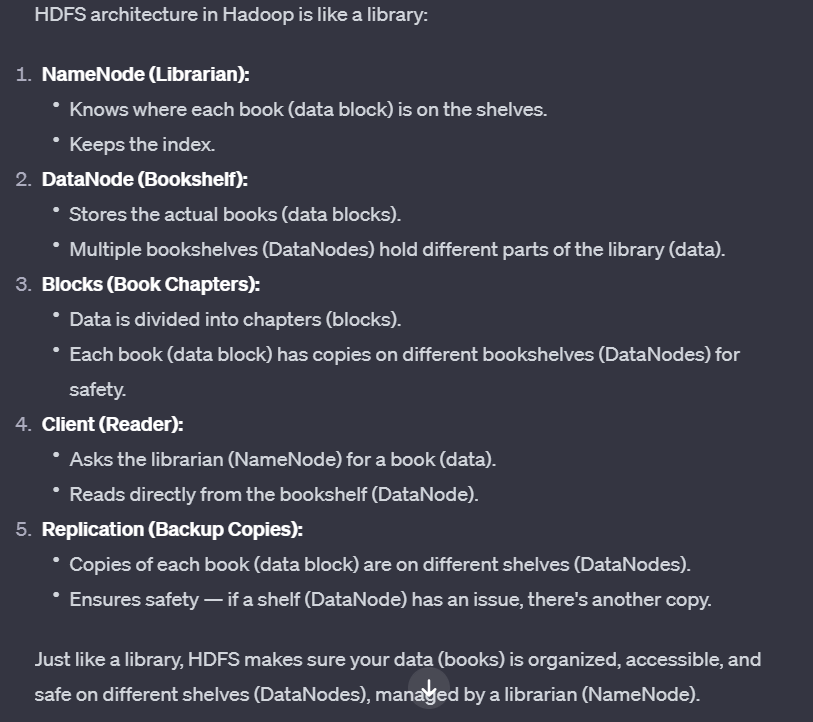 HDFS architecture in Hadoop is like a library:
1. NameNode (Librarian):
• Knows where each book (data block) is on the shelves.
• Keeps the index.
2. DataNode (Bookshelf):
• Stores the actual books (data blocks).
• Multiple bookshelves (DataNodes) hold different parts of the library (data).
3. Blocks (Book Chapters):
• Data is divided into chapters (blocks).
• Each book (data block) has copies on different bookshelves (DataNodes) for
safety.
4. Client (Reader):
• Asks the librarian (NameNode) for a book (data).
• Reads directly from the bookshelf (DataNode).
5. Replication (Backup Copies):
• Copies of each book (data block) are on different shelves (DataNodes).
• Ensures safety — if a shelf (DataNode) has an issue, there's another copy.
Just like a library, HDFS makes sure your data (books) is organized, accessible, and
safe on different shelves (DataNodes), managed by a librarian (NameNode).